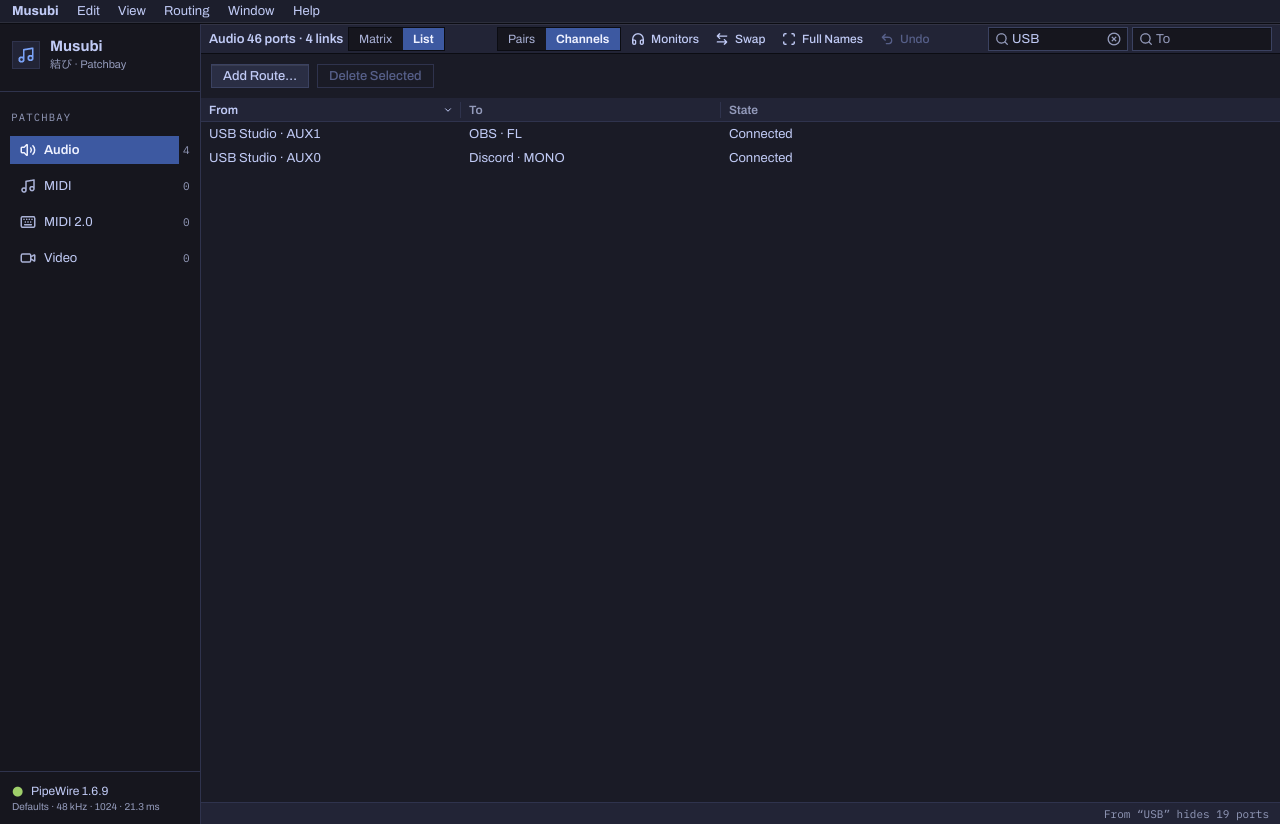 Musubi Edit View Routing Window Help
Musubi
結び · Patchbay
Audio 46 ports · 4 links Matrix List Pairs Channels Monitors Swap Full Names Undo USB To
Add Route... Delete Selected
PATCHBAY
Audio 4
MIDI 0
MIDI 2.0 0
Video 0
From To State
USB Studio · AUX1 OBS · FL Connected
USB Studio · AUX0 Discord · MONO Connected
PipeWire 1.6.9
Defaults · 48 kHz · 1024 · 21.3 ms
From “USB” hides 19 ports